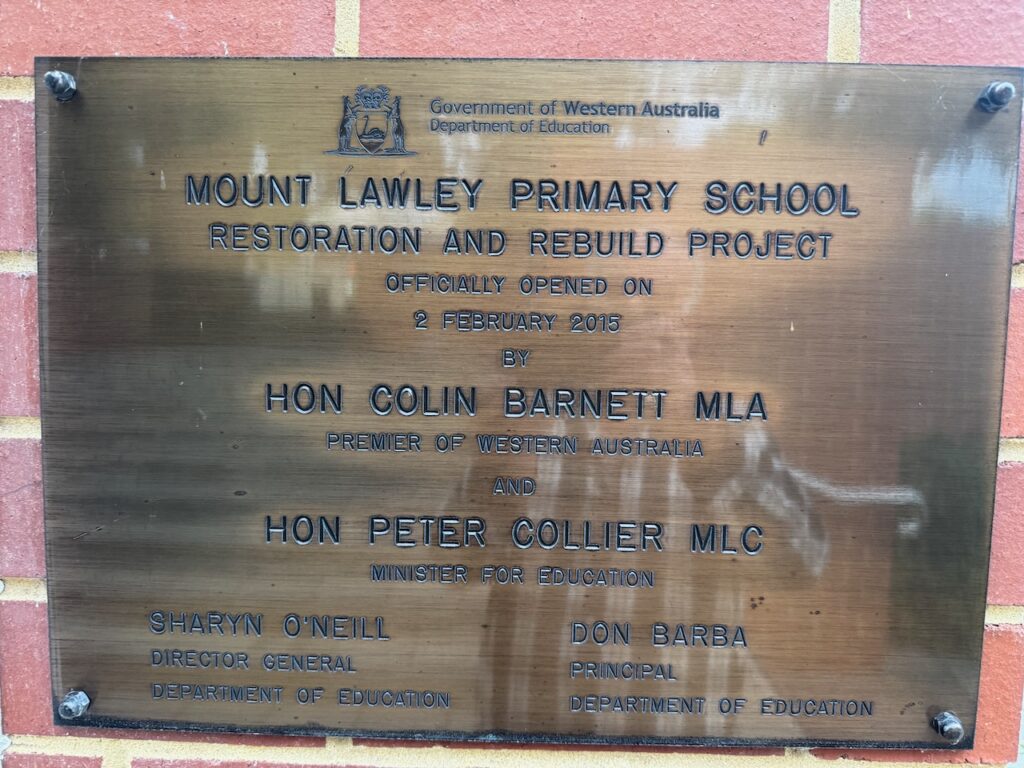 Government of Western Australia
Department of Education
MOUNT LAWLEY PRIMARY SCHOOL
RESTORATION AND REBUILD PROJECT
OFFICIALLY OPENED ON
2 FEBRUARY 2015
BY
HON COLIN BARNETT MLA
PREMIER OF WESTERN AUSTRALIA
AND
HON PETER COLLIER MLC
MINISTER FOR EDUCATION
SHARYN O'NEILL
DIRECTOR GENERAL
DEPARTMENT OF EDUCATION
DON BARBA
PRINCIPAL
DEPARTMENT OF EDUCATION